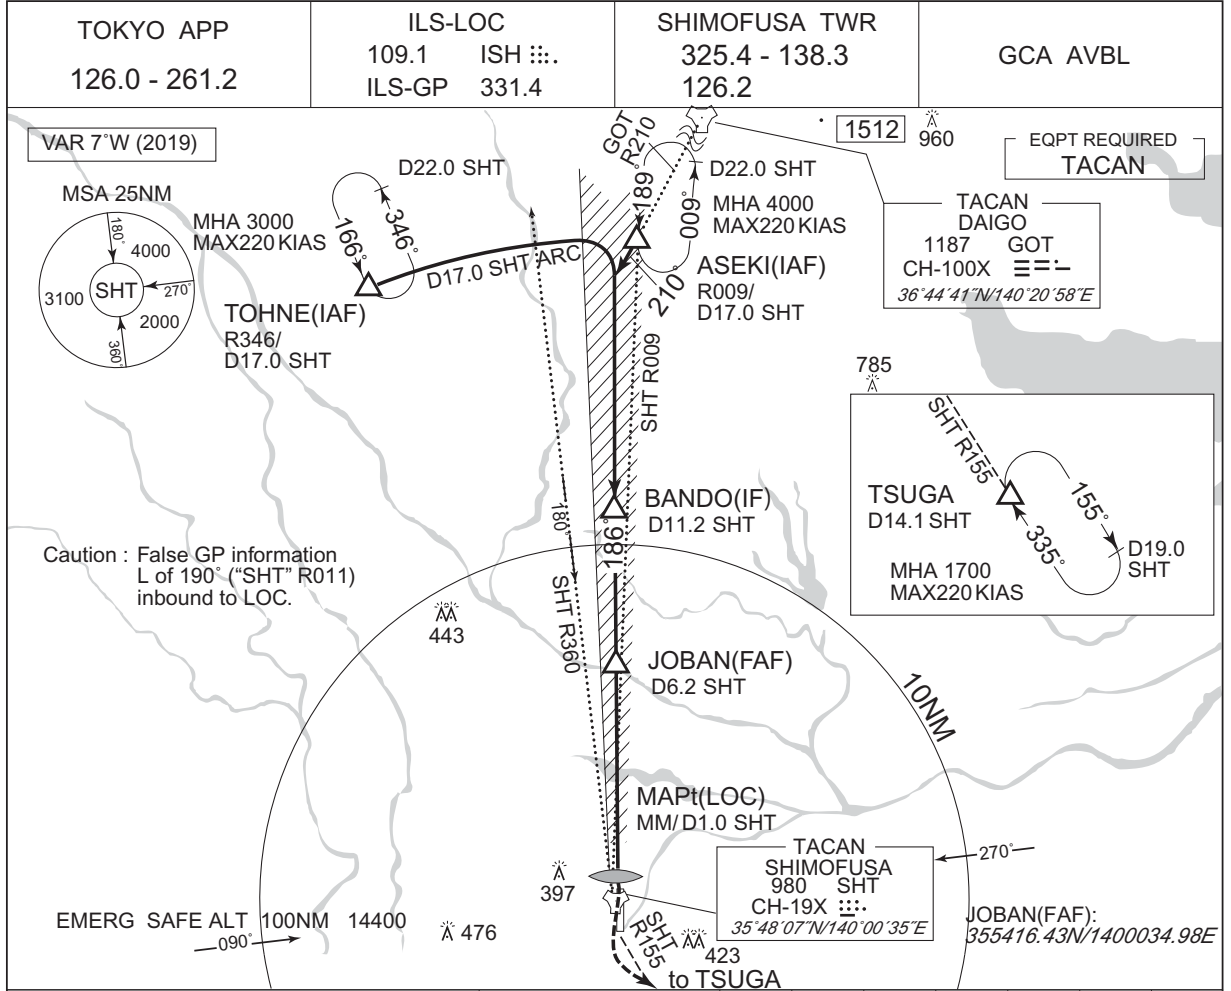 TOKYO APP
126.0 - 261.2
ILS-LOC
109.1 ISH
ILS-GP 331.4
SHIMOFUSA TWR
325.4 - 138.3
126.2
GCA AVBL
VAR 7˚W (2019)
MSA 25NM
180˚
4000
SHT
270˚
3100
2000
360˚
D22.0 SHT
MHA 3000
MAX220 KIAS
166˚
346˚
TOHNE(IAF)
R346/
D17.0 SHT
D17.0 SHT ARC
GOT
R210
189˚
009˚
D22.0 SHT
MHA 4000
MAX220 KIAS
210˚
ASEKI(IAF)
R009/
D17.0 SHT
1512
960
EQPT REQUIRED
TACAN
TACAN
DAIGO
1187 GOT
CH-100X
36˚44´41˝N/140˚20´58˝E
SHT R009
785
SHT R155
TSUGA
D14.1 SHT
155˚
335˚
D19.0
SHT
MHA 1700
MAX220 KIAS
BANDO(IF)
D11.2 SHT
186˚
180˚
SHT R360
Caution : False GP information
L of 190˚ (“SHT” R011)
inbound to LOC.
443
JOBAN(FAF)
D6.2 SHT
10NM
MAPt(LOC)
MM/ D1.0 SHT
TACAN
SHIMOFUSA
980 SHT
CH-19X
35˚48´07˝N/140˚00´35˝E
270˚
397
EMERG SAFE ALT 100NM 14400
090˚
476
SHT
R155
423
to TSUGA
JOBAN(FAF):
355416.43N/1400034.98E